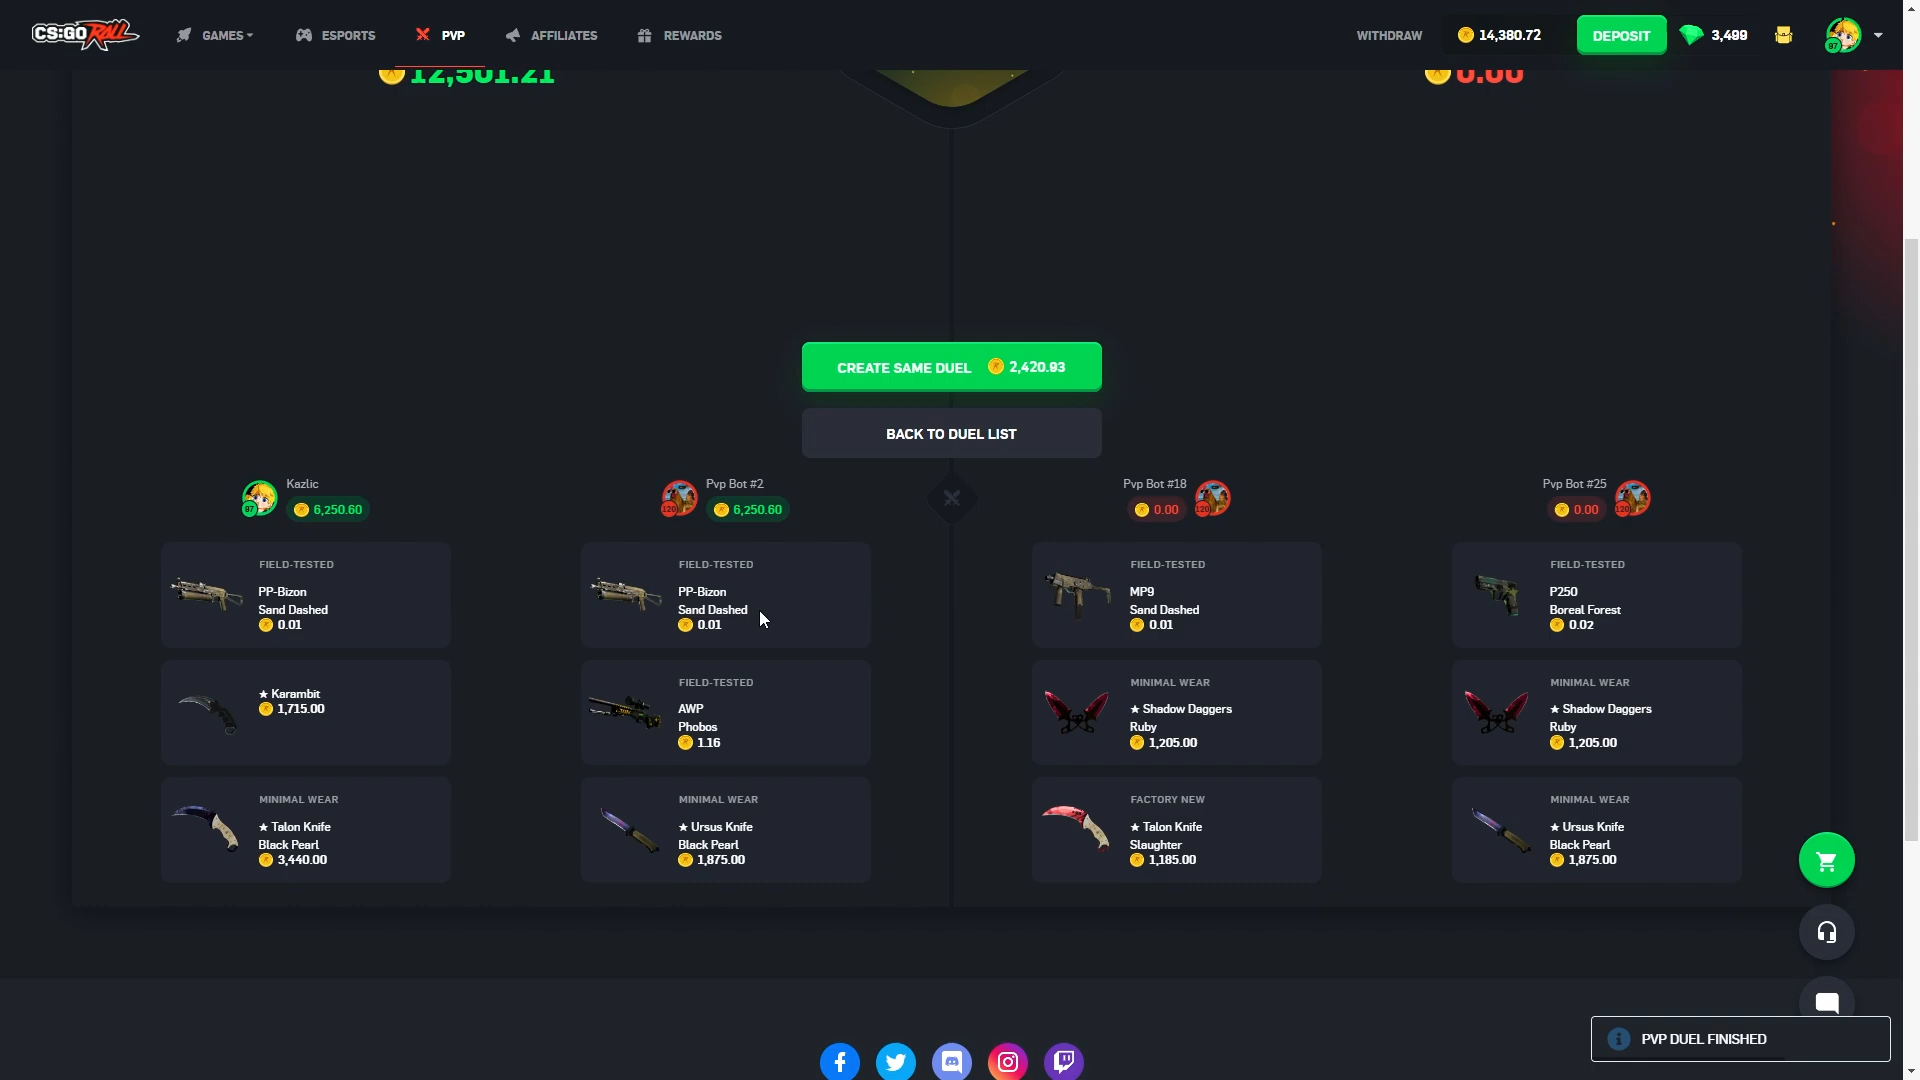 CS:GO ROLL
GAMES
ESPORTS
PVP
AFFILIATES
REWARDS
WITHDRAW
14,380.72
DEPOSIT
3,499
97
12,501.21
0.00
CREATE SAME DUEL 2,420.93
BACK TO DUEL LIST
Kazlic
97
6,250.60
Pvp Bot #2
120
6,250.60
Pvp Bot #18
0.00
120
Pvp Bot #25
0.00
120
FIELD-TESTED
PP-Bizon
Sand Dashed
0.01
FIELD-TESTED
PP-Bizon
Sand Dashed
0.01
FIELD-TESTED
MP9
Sand Dashed
0.01
FIELD-TESTED
P250
Boreal Forest
0.02
★ Karambit
1,715.00
FIELD-TESTED
AWP
Phobos
1.16
MINIMAL WEAR
★ Shadow Daggers
Ruby
1,205.00
MINIMAL WEAR
★ Shadow Daggers
Ruby
1,205.00
MINIMAL WEAR
★ Talon Knife
Black Pearl
3,440.00
MINIMAL WEAR
★ Ursus Knife
Black Pearl
1,875.00
FACTORY NEW
★ Talon Knife
Slaughter
1,185.00
MINIMAL WEAR
★ Ursus Knife
Black Pearl
1,875.00
PVP DUEL FINISHED